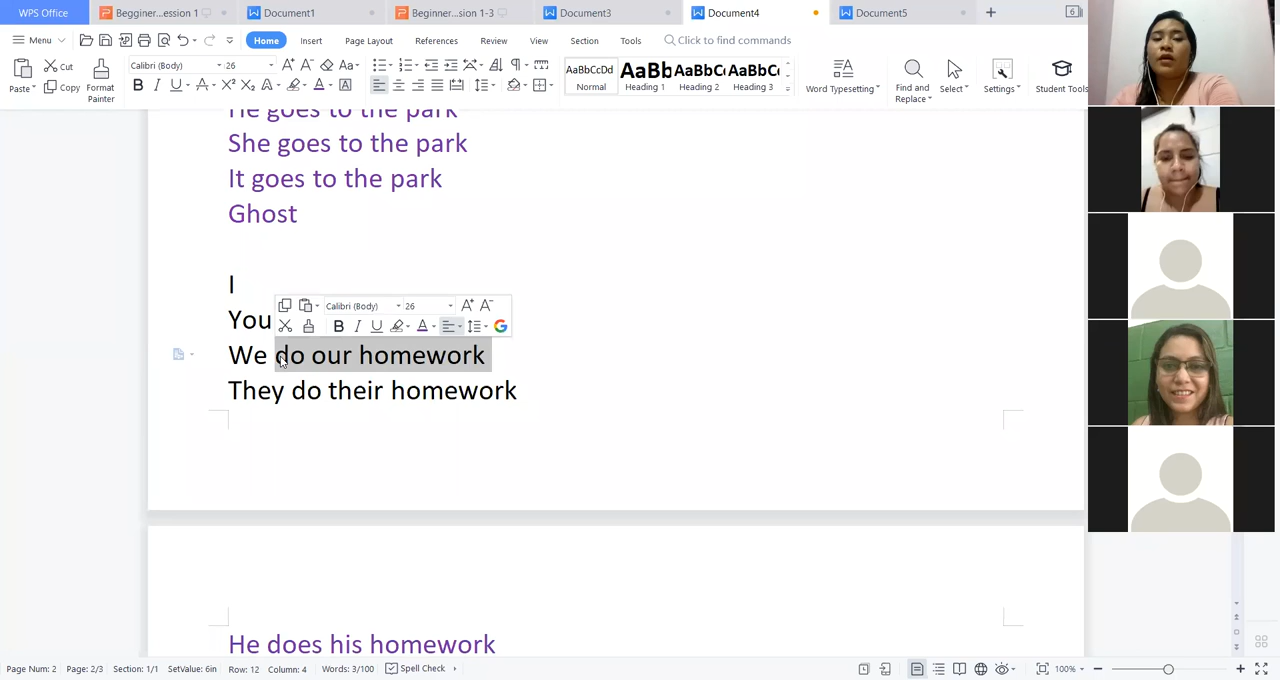 WPS Office
Begginer...ession 1
Document1
Beginner...sion 1-3
Document3
Document4
Document5
6
Menu
Home
Insert
Page Layout
References
Review
View
Section
Tools
Click to find commands
Paste
Cut
Copy
Format Painter
Calibri (Body)
26
AaBbCcDd
Normal
AaBb
Heading 1
AaBbC
Heading 2
AaBbC
Heading 3
Word Typesetting
Find and Replace
Select
Settings
Student Tools
He goes to the park
She goes to the park
It goes to the park
Ghost
I
Calibri (Body)
26
You
We do our homework
They do their homework
He does his homework
Page Num: 2
Page: 2/3
Section: 1/1
SetValue: 6in
Row: 12
Column: 4
Words: 3/100
Spell Check
100%